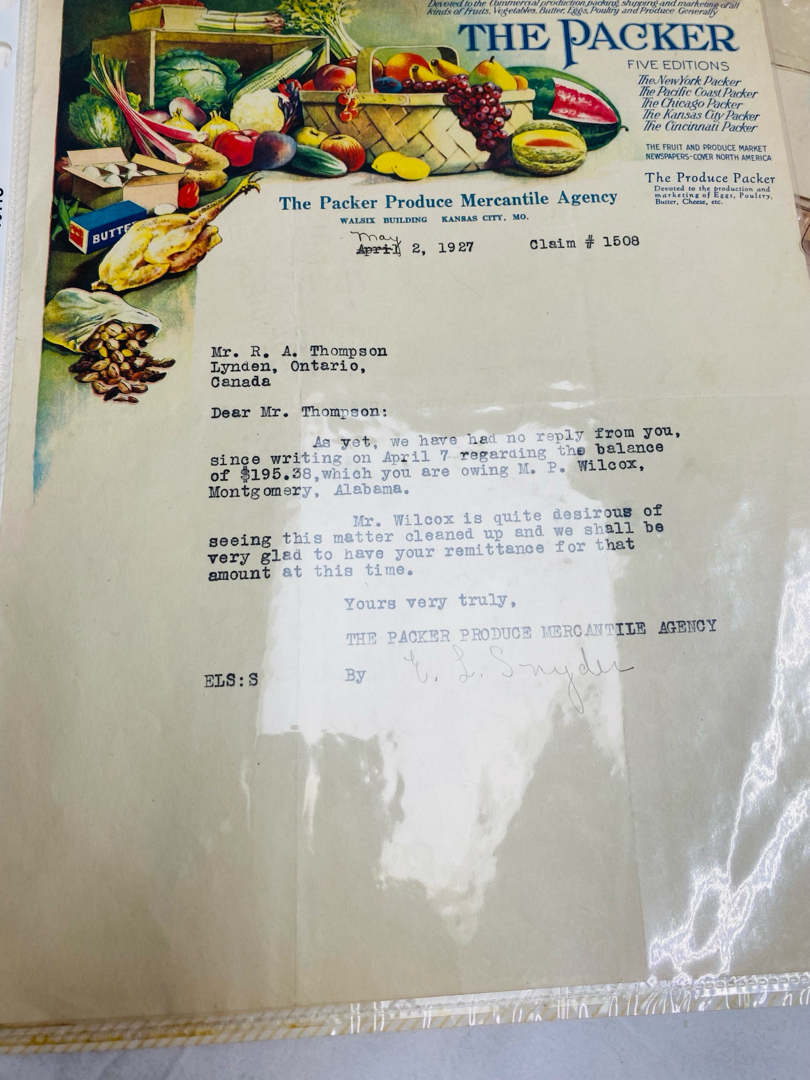 Devoted to the Commercial production, packing, shipping and marketing of all
kinds of Fruits, Vegetables, Butter, Eggs, Poultry and Produce Generally
THE PACKER
FIVE EDITIONS
The New York Packer
The Pacific Coast Packer
The Chicago Packer
The Kansas City Packer
The Cincinnati Packer
THE FRUIT AND PRODUCE MARKET
NEWSPAPERS-COVER NORTH AMERICA
The Produce Packer
Devoted to the production and
marketing of Eggs, Poultry,
Butter, Cheese, etc.
BUTTE
The Packer Produce Mercantile Agency
WALSIX BUILDING KANSAS CITY, MO.
May
April 2, 1927 Claim # 1508
Mr. R. A. Thompson
Lynden, Ontario,
Canada
Dear Mr. Thompson:
As yet, we have had no reply from you,
since writing on April 7 regarding the balance
of $195.38,which you are owing M. P. Wilcox,
Montgomery, Alabama.
Mr. Wilcox is quite desirous of
seeing this matter cleaned up and we shall be
very glad to have your remittance for that
amount at this time.
Yours very truly,
THE PACKER PRODUCE MERCANTILE AGENCY
ELS:S By E. L. Snyder